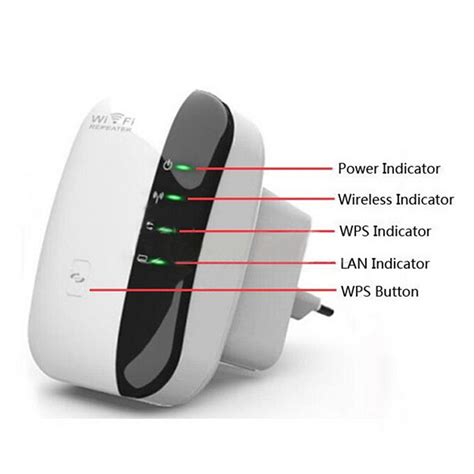 WiFi
REPEATER
Power Indicator
Wireless Indicator
WPS Indicator
LAN Indicator
WPS Button